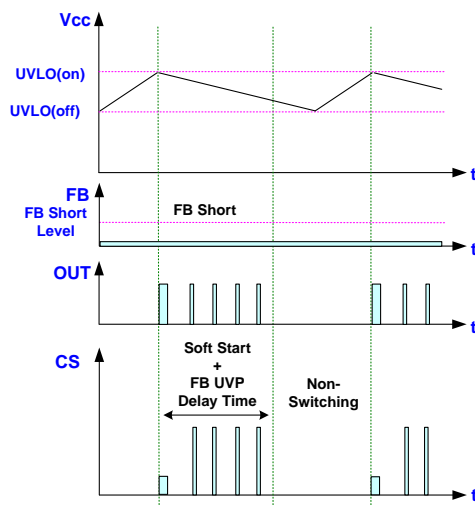 Vcc
UVLO(on)
UVLO(off)
t
FB
FB Short
Level
FB Short
t
OUT
t
CS
Soft Start
+
FB UVP
Delay Time
Non-
Switching
t